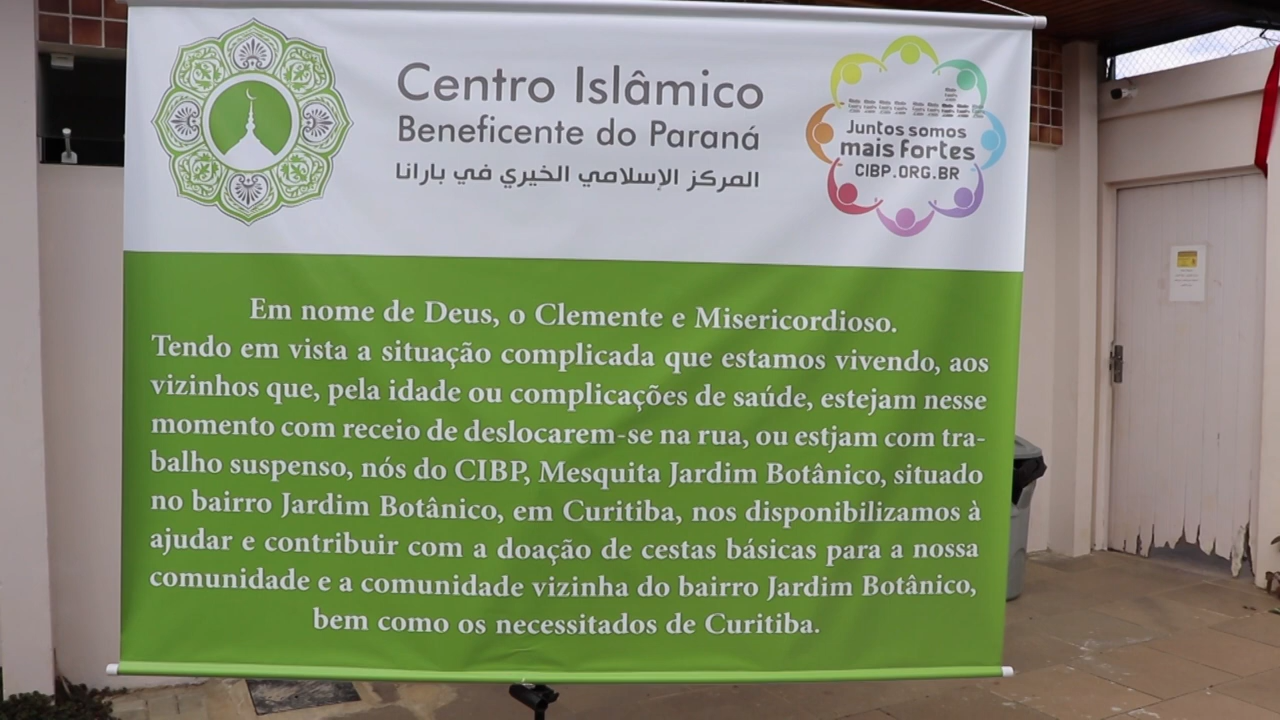 Centro Islâmico
Beneficente do Paraná
المركز الإسلامي الخيري في بارانا
Juntos somos
mais fortes
CIBP.ORG.BR
Em nome de Deus, o Clemente e Misericordioso.
Tendo em vista a situação complicada que estamos vivendo, aos
vizinhos que, pela idade ou complicações de saúde, estejam nesse
momento com receio de deslocarem-se na rua, ou estjam com tra-
balho suspenso, nós do CIBP, Mesquita Jardim Botânico, situado
no bairro Jardim Botânico, em Curitiba, nos disponibilizamos à
ajudar e contribuir com a doação de cestas básicas para a nossa
comunidade e a comunidade vizinha do bairro Jardim Botânico,
bem como os necessitados de Curitiba.